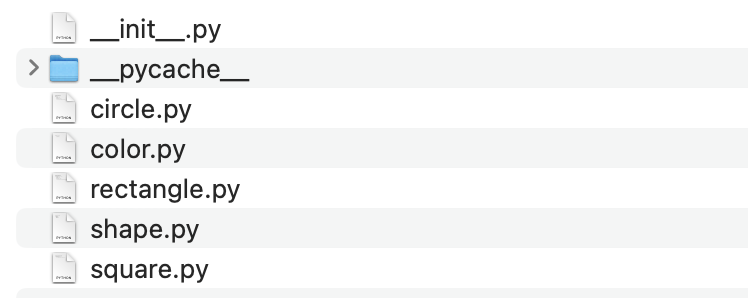 __init__.py
__pycache__
circle.py
color.py
rectangle.py
shape.py
square.py